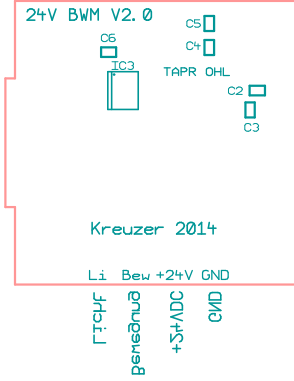 24V BWM V2.0
C5
C6
C4
IC3
TAPR OHL
C2
C3
Kreuzer 2014
Li Bew +24V GND
Licht
Bewegung
+24VDC
GND